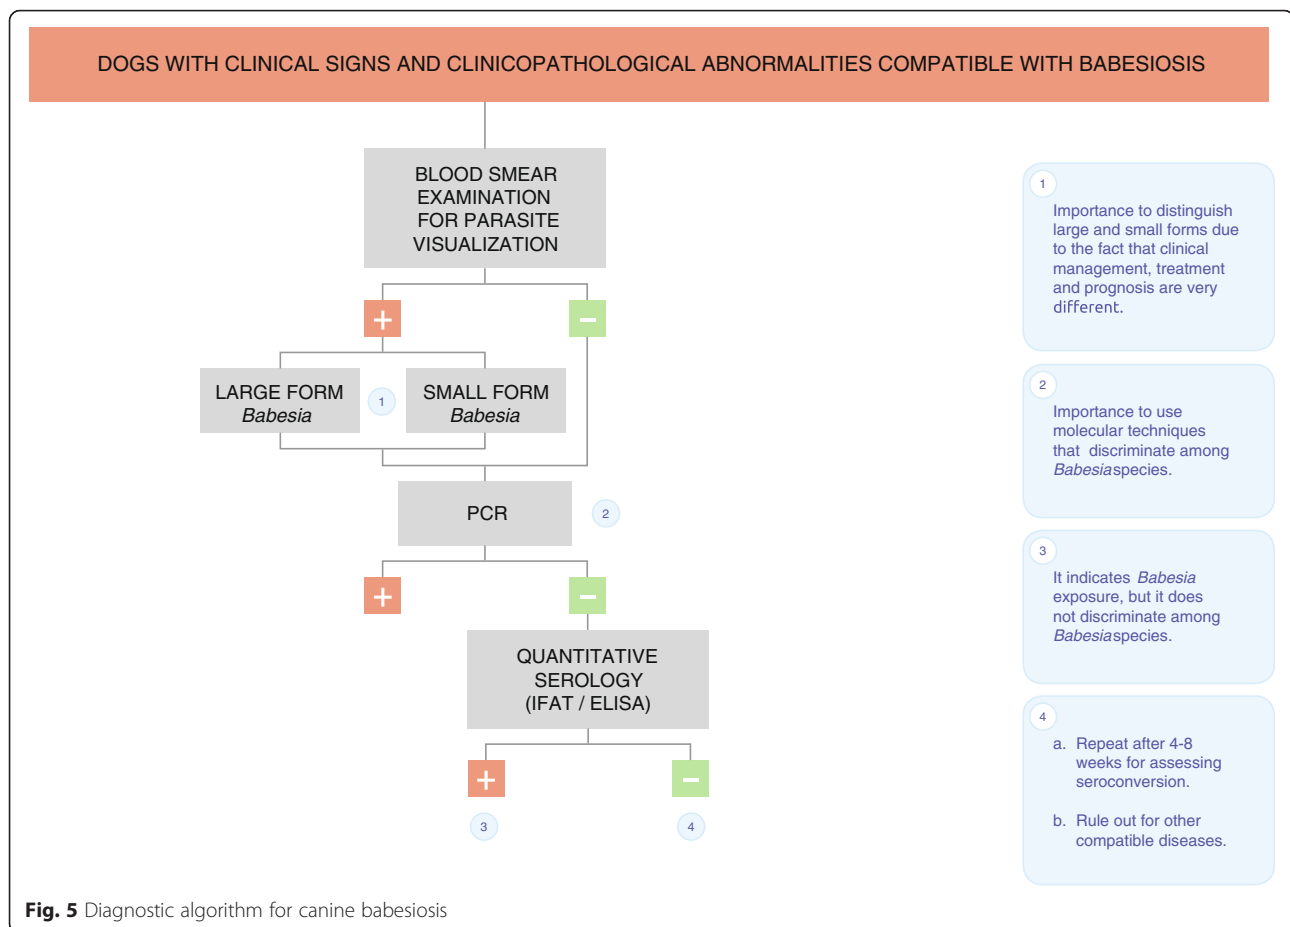 DOGS WITH CLINICAL SIGNS AND CLINICOPATHOLOGICAL ABNORMALITIES COMPATIBLE WITH BABESIOSIS
BLOOD SMEAR
EXAMINATION
FOR PARASITE
VISUALIZATION
+
−
LARGE FORM
Babesia
1
SMALL FORM
Babesia
PCR
2
+
−
QUANTITATIVE
SEROLOGY
(IFAT / ELISA)
+
−
3
4
1
Importance to distinguish
large and small forms due
to the fact that clinical
management, treatment
and prognosis are very
different.
2
Importance to use
molecular techniques
that discriminate among
Babesiaspecies.
3
It indicates Babesia
exposure, but it does
not discriminate among
Babesiaspecies.
4
a. Repeat after 4-8
weeks for assessing
seroconversion.
b. Rule out for other
compatible diseases.
Fig. 5 Diagnostic algorithm for canine babesiosis